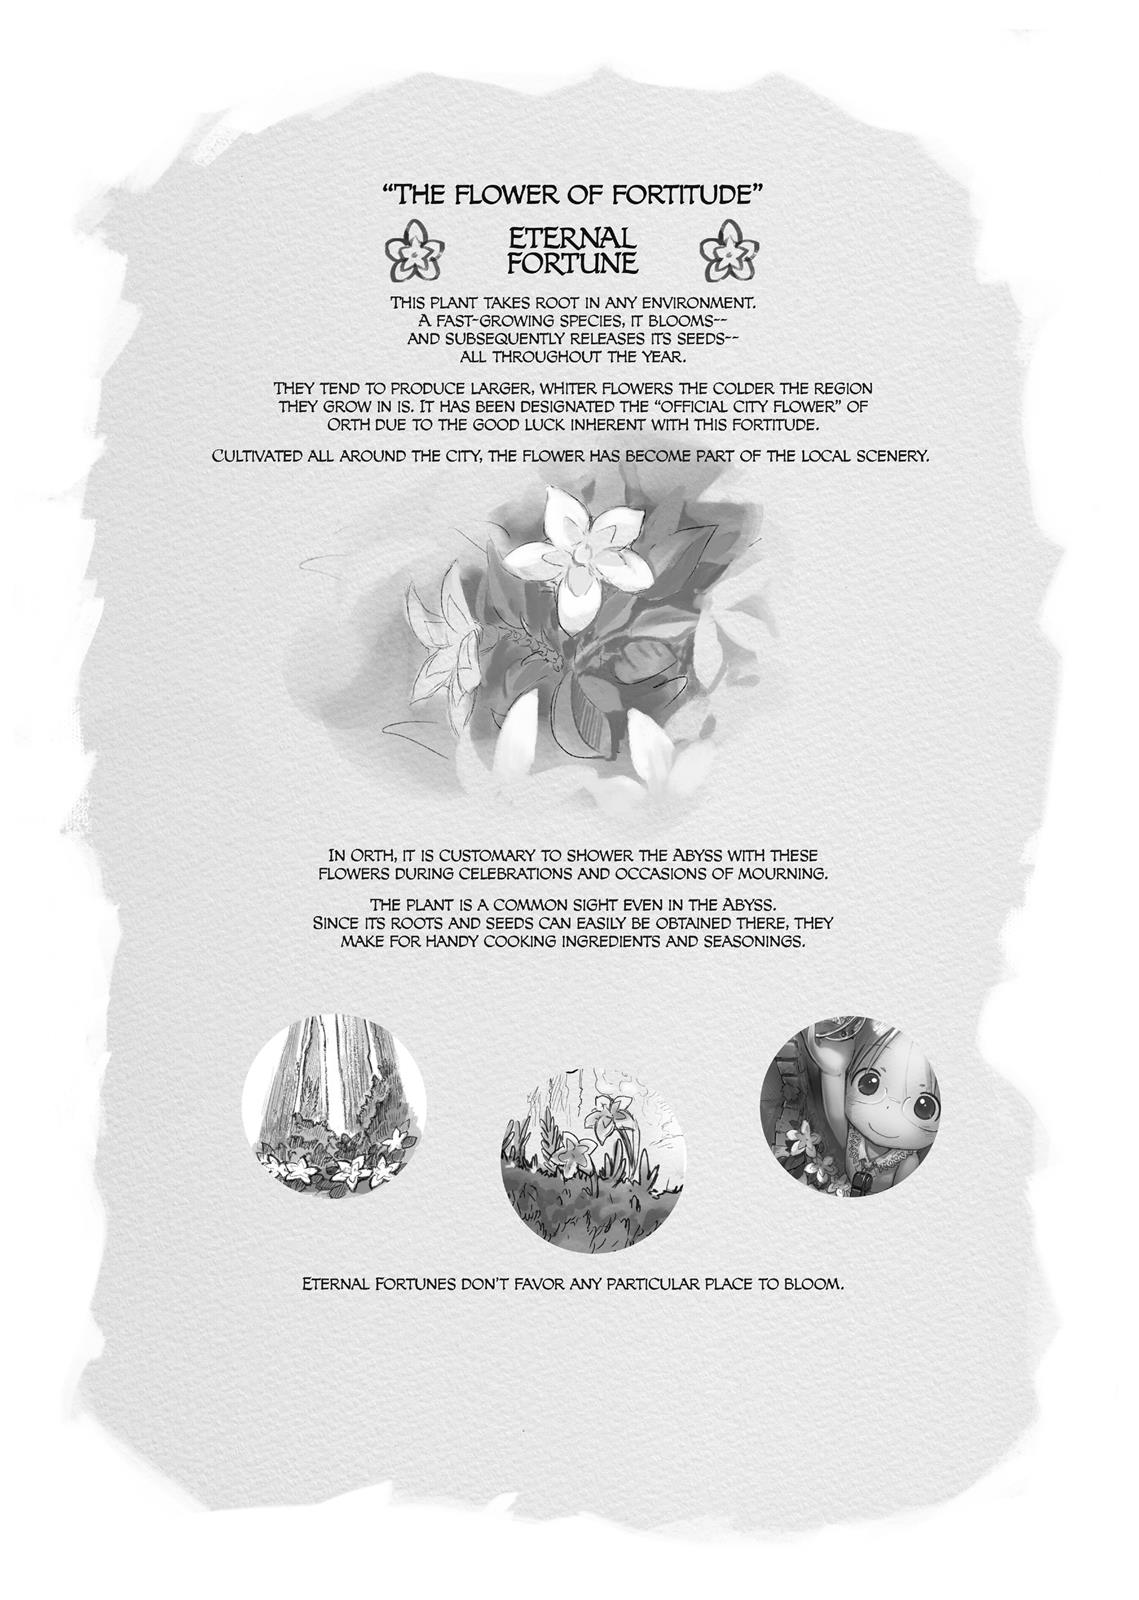 “THE FLOWER OF FORTITUDE”
ETERNAL
FORTUNE
THIS PLANT TAKES ROOT IN ANY ENVIRONMENT.
A FAST-GROWING SPECIES, IT BLOOMS--
AND SUBSEQUENTLY RELEASES ITS SEEDS--
ALL THROUGHOUT THE YEAR.
THEY TEND TO PRODUCE LARGER, WHITER FLOWERS THE COLDER THE REGION
THEY GROW IN IS. IT HAS BEEN DESIGNATED THE “OFFICIAL CITY FLOWER” OF
ORTH DUE TO THE GOOD LUCK INHERENT WITH THIS FORTITUDE.
CULTIVATED ALL AROUND THE CITY, THE FLOWER HAS BECOME PART OF THE LOCAL SCENERY.
IN ORTH, IT IS CUSTOMARY TO SHOWER THE ABYSS WITH THESE
FLOWERS DURING CELEBRATIONS AND OCCASIONS OF MOURNING.
THE PLANT IS A COMMON SIGHT EVEN IN THE ABYSS.
SINCE ITS ROOTS AND SEEDS CAN EASILY BE OBTAINED THERE, THEY
MAKE FOR HANDY COOKING INGREDIENTS AND SEASONINGS.
ETERNAL FORTUNES DON'T FAVOR ANY PARTICULAR PLACE TO BLOOM.